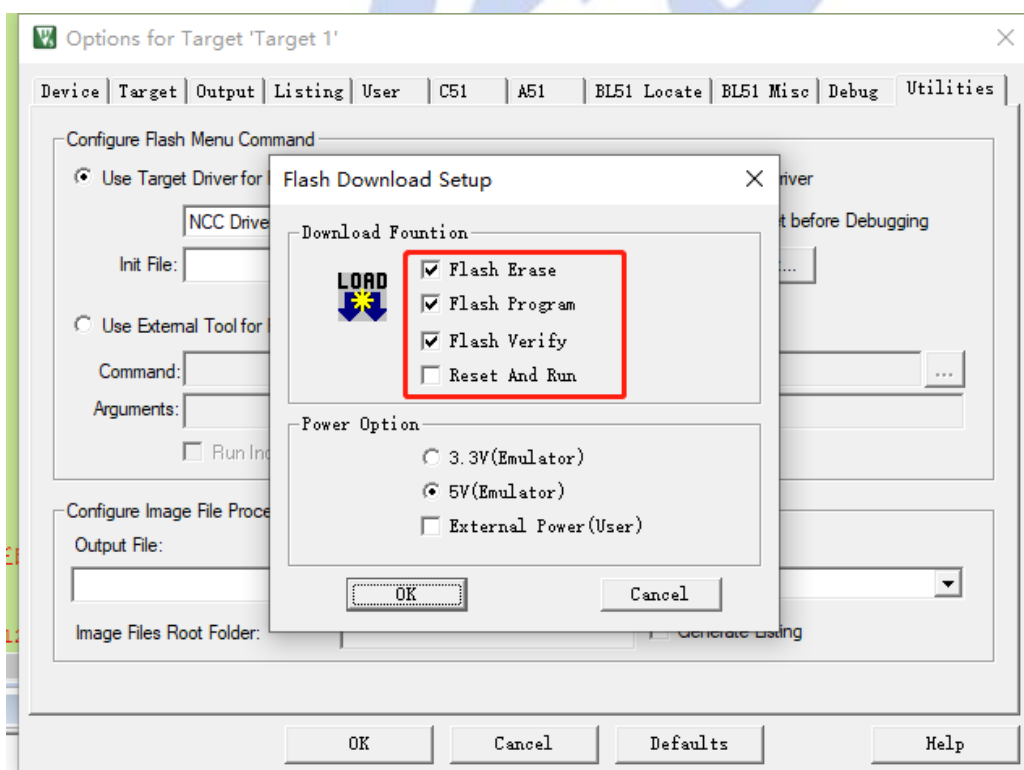 Options for Target 'Target 1'
Device Target Output Listing User C51 A51 BL51 Locate BL51 Misc Debug Utilities
Configure Flash Menu Command
Use Target Driver for
NCC Drive
t before Debugging
Init File:
...
Use External Tool for
Command:
...
Arguments:
Run
Configure Image File
Output File:
Image Files Root Folder:
Generate Listing
OK Cancel Defaults Help
Flash Download Setup
Download Fountion
LOAD
Flash Erase
Flash Program
Flash Verify
Reset And Run
Power Option
3.3V(Emulator)
5V(Emulator)
External Power(User)
OK Cancel